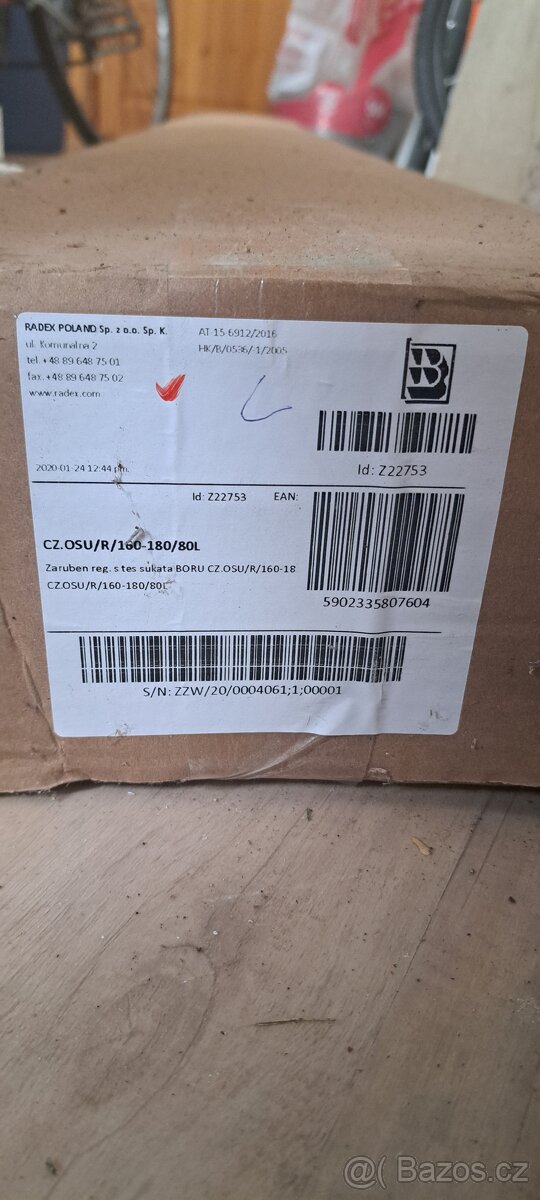 RADEX POLAND Sp. z o.o. Sp. K.
ul. Komunalna 2
tel. +48 89 648 75 01
fax. +48 89 648 75 02
www.radex.com
AT-15-6912/2016
HK/B/0536/-1/2005
Id: Z22753
2020-01-24 12:44 pm.
Id: Z22753 EAN:
CZ.OSU/R/160-180/80L
Zaruben reg. s tes sukata BORU CZ.OSU/R/160-18
CZ.OSU/R/160-180/80L
5902335807604
S/N: ZZW/20/0004061;1;00001
@ Bazos.cz